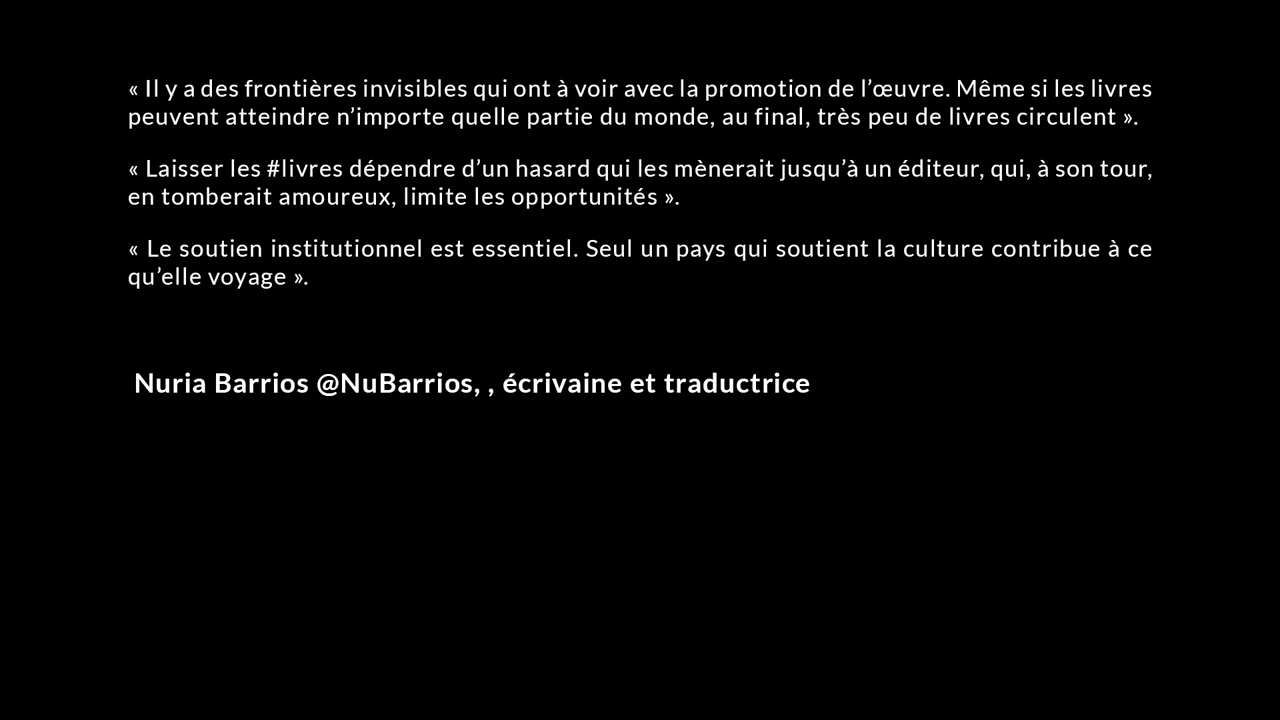 « Il y a des frontières invisibles qui ont à voir avec la promotion de l’œuvre. Même si les livres
peuvent atteindre n’importe quelle partie du monde, au final, très peu de livres circulent ».
« Laisser les #livres dépendre d’un hasard qui les mènerait jusqu’à un éditeur, qui, à son tour,
en tomberait amoureux, limite les opportunités ».
« Le soutien institutionnel est essentiel. Seul un pays qui soutient la culture contribue à ce
qu’elle voyage ».
Nuria Barrios @NuBarrios, , écrivaine et traductrice